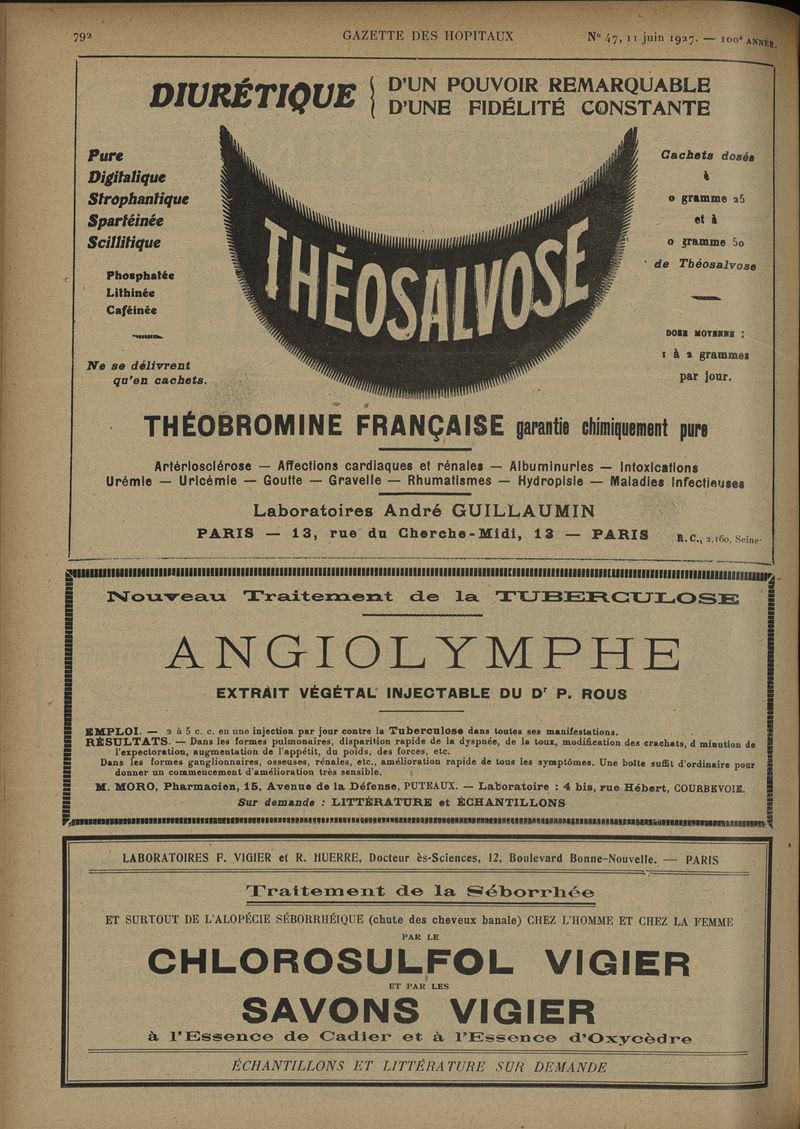 792
GAZETTE DES HOPITAUX
N° 47, 11 juin 1927. — 100e ANNÉE.
DIURÉTIQUE { D'UN POUVOIR REMARQUABLE
D'UNE FIDÉLITÉ CONSTANTE
Pure
Digitalique
Strophantique
Spartéinée
Scillitique
Phosphatée
Lithinée
Caféinée
Ne se délivrent
qu'en cachets.
THÉOSALVOSE
Cachets dosés
à
0 gramme 25
et à
0 gramme 50
de Théosalvose
DOSE MOYENNE :
1 à 2 grammes
par jour.
THÉOBROMINE FRANÇAISE garantie chimiquement pure
Artériosclérose — Affections cardiaques et rénales — Albuminuries — Intoxications
Urémie — Uricémie — Goutte — Gravelle — Rhumatismes — Hydropisie — Maladies Infectieuses
Laboratoires André GUILLAUMIN
PARIS — 13, rue du Cherche-Midi, 13 — PARIS
R.C., 2.160, Seine.
Nouveau Traitement de la TUBERCULOSE
ANGIOLYMPHE
EXTRAIT VÉGÉTAL INJECTABLE DU Dr P. ROUS
EMPLOI. — 2 à 5 c. c. en une injection par jour contre la Tuberculose dans toutes ses manifestations.
RÉSULTATS. — Dans les formes pulmonaires, disparition rapide de la dyspnée, de la toux, modification des crachats, d minution de
l'expectoration, augmentation de l'appétit, du poids, des forces, etc.
Dans les formes ganglionnaires, osseuses, rénales, etc., amélioration rapide de tous les symptômes. Une boîte suffit d'ordinaire pour
donner un commencement d'amélioration très sensible.
M. MORO, Pharmacien, 15, Avenue de la Défense, PUTEAUX. — Laboratoire : 4 bis, rue Hébert, COURBEVOIE.
Sur demande : LITTÉRATURE et ÉCHANTILLONS
LABORATOIRES P. VIGIER et R. HUERRE, Docteur ès-Sciences, 12, Boulevard Bonne-Nouvelle. — PARIS
Traitement de la Séborrhée
ET SURTOUT DE L'ALOPÉCIE SÉBORRHÉIQUE (chute des cheveux banale) CHEZ L'HOMME ET CHEZ LA FEMME
PAR LE
CHLOROSULFOL VIGIER
ET PAR LES
SAVONS VIGIER
à l'Essence de Cadier et à l'Essence d'Oxycèdre
ÉCHANTILLONS ET LITTÉRATURE SUR DEMANDE